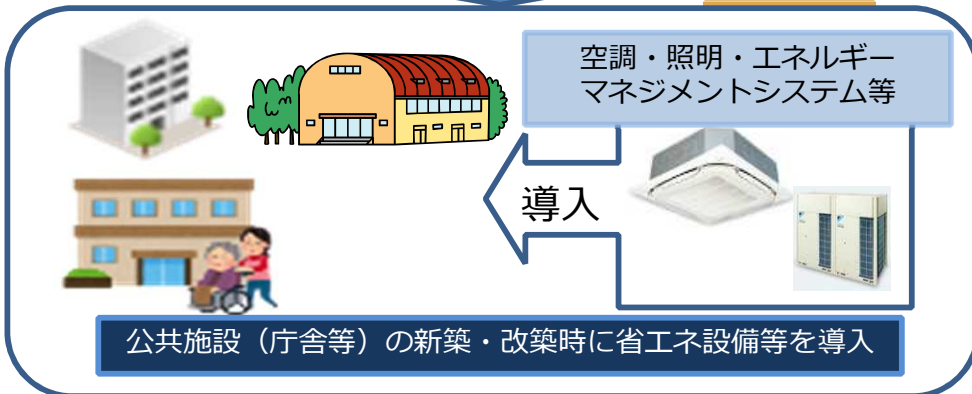 空調・照明・エネルギー
マネジメントシステム等
導入
公共施設（庁舎等）の新築・改築時に省エネ設備等を導入